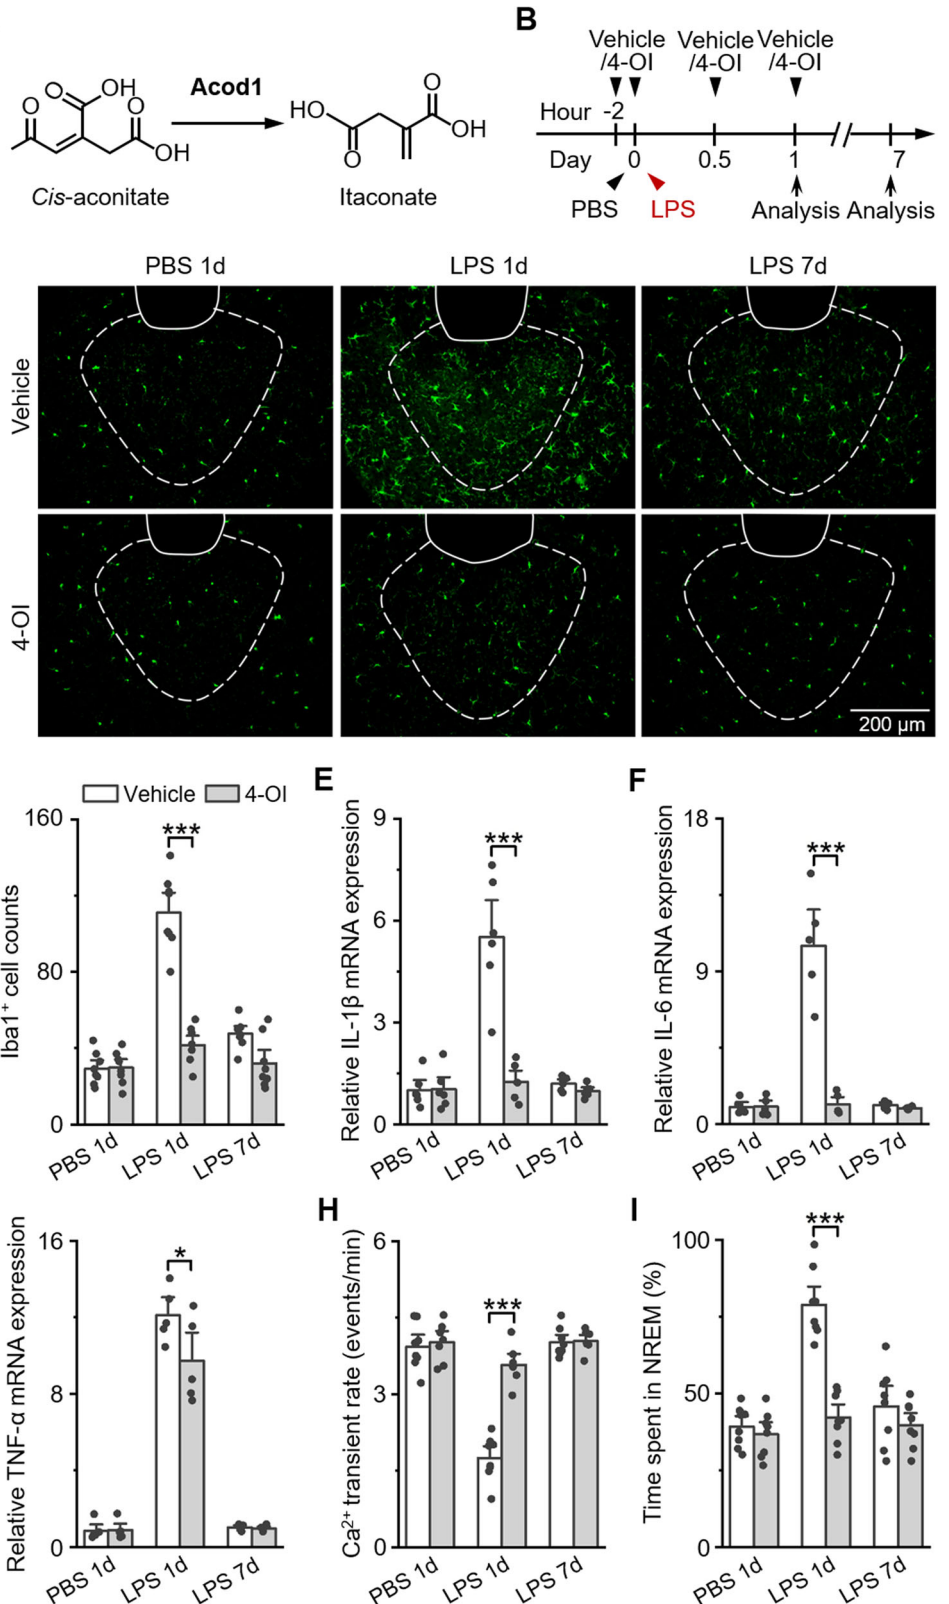 B
Vehicle
/4-OI
Vehicle
/4-OI
Vehicle
/4-OI
Hour -2
Day 0 0.5 1 7
PBS LPS
Analysis Analysis
O OH O OH
Acod1
HO O O OH
Cis-aconitate
Itaconate
PBS 1d LPS 1d LPS 7d
Vehicle
4-OI
200 µm
Vehicle 4-OI
Iba1+ cell counts
160
80
0
***
PBS 1d LPS 1d LPS 7d
E
Relative IL-1β mRNA expression
9
6
3
0
***
PBS 1d LPS 1d LPS 7d
F
Relative IL-6 mRNA expression
18
9
0
***
PBS 1d LPS 1d LPS 7d
Relative TNF-α mRNA expression
16
8
0
*
PBS 1d LPS 1d LPS 7d
H
Ca2+ transient rate (events/min)
6
3
0
***
PBS 1d LPS 1d LPS 7d
I
Time spent in NREM (%)
100
50
0
***
PBS 1d LPS 1d LPS 7d